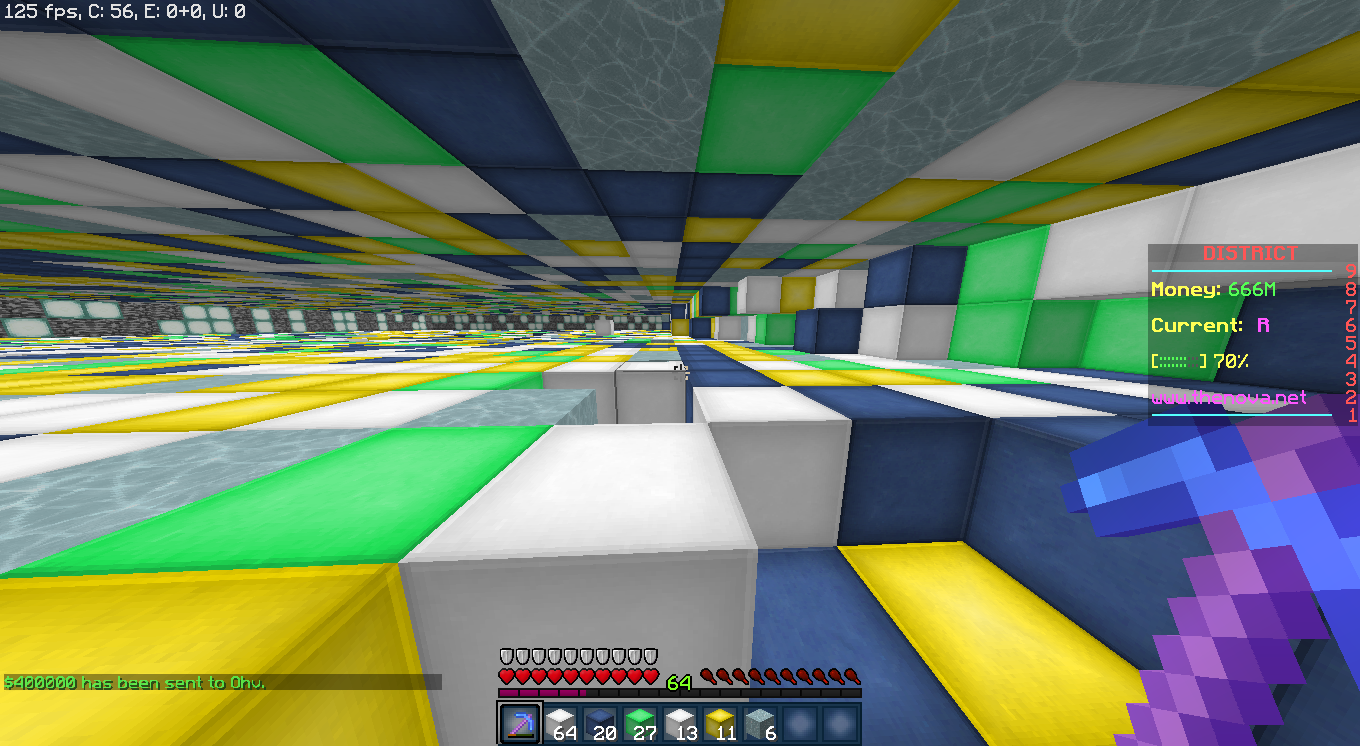 125 fps, C: 56, E: 0+0, U: 0
DISTRICT
9
Money: 666M
8
7
Current: R
6
5
[:::::::: ] 70%
4
3
www.thenova.net
2
1
$400000 has been sent to Ohv.
64
64
20
27
13
11
6